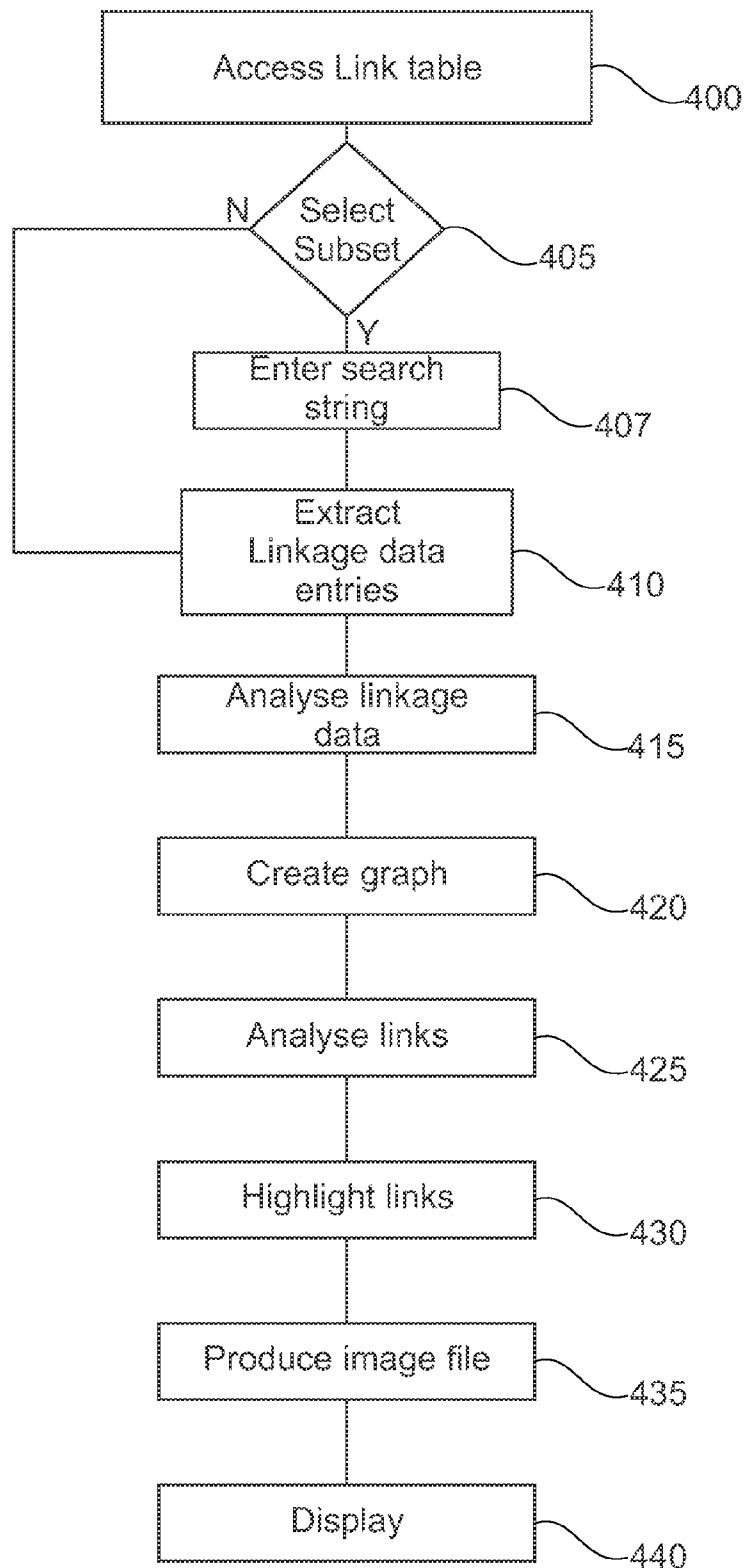 Access Link table
400
N
Select
Subset
405
Y
Enter search
string
407
Extract
Linkage data
entries
410
Analyse linkage
data
415
Create graph
420
Analyse links
425
Highlight links
430
Produce image file
435
Display
440